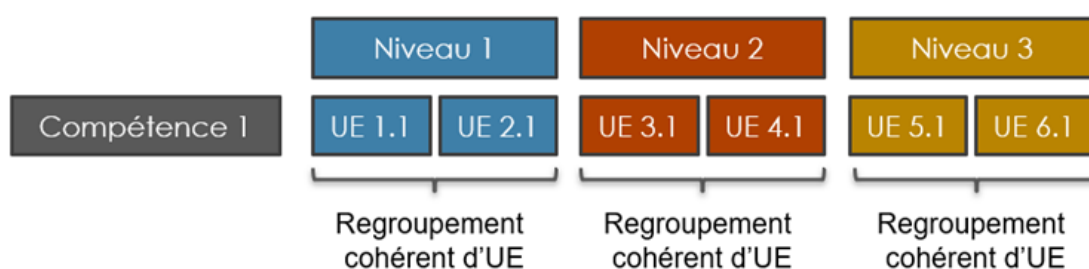 Niveau 1
Niveau 2
Niveau 3
Compétence 1
UE 1.1
UE 2.1
UE 3.1
UE 4.1
UE 5.1
UE 6.1
Regroupement
cohérent d’UE
Regroupement
cohérent d’UE
Regroupement
cohérent d’UE